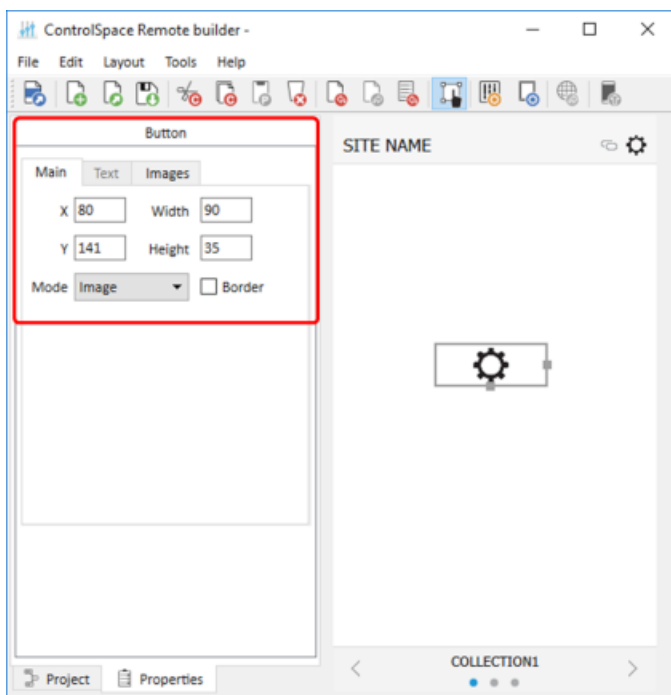 ControlSpace Remote builder -
File Edit Layout Tools Help
Button
Main Text Images
X 80 Width 90
Y 141 Height 35
Mode Image Border
Project Properties
SITE NAME
COLLECTION1